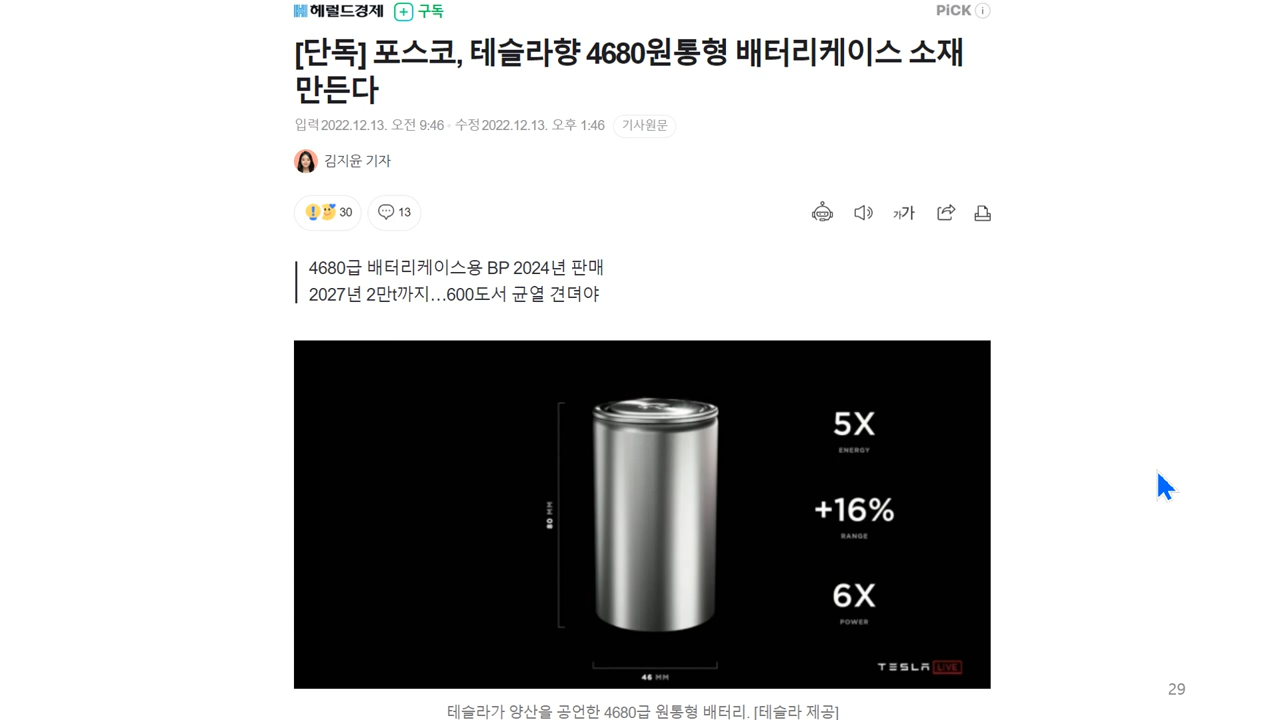 헤럴드경제 구독
PiCK
[단독] 포스코, 테슬라향 4680원통형 배터리케이스 소재
만든다
입력2022.12.13. 오전 9:46 · 수정2022.12.13. 오후 1:46 기사원문
김지윤 기자
30 13
가가
4680급 배터리케이스용 BP 2024년 판매
2027년 2만t까지…600도서 균열 견뎌야
5X
ENERGY
+16%
RANGE
80 MM
6X
POWER
TESLA LIVE
46 MM
29
테슬라가 양산을 공언한 4680급 원통형 배터리. [테슬라 제공]